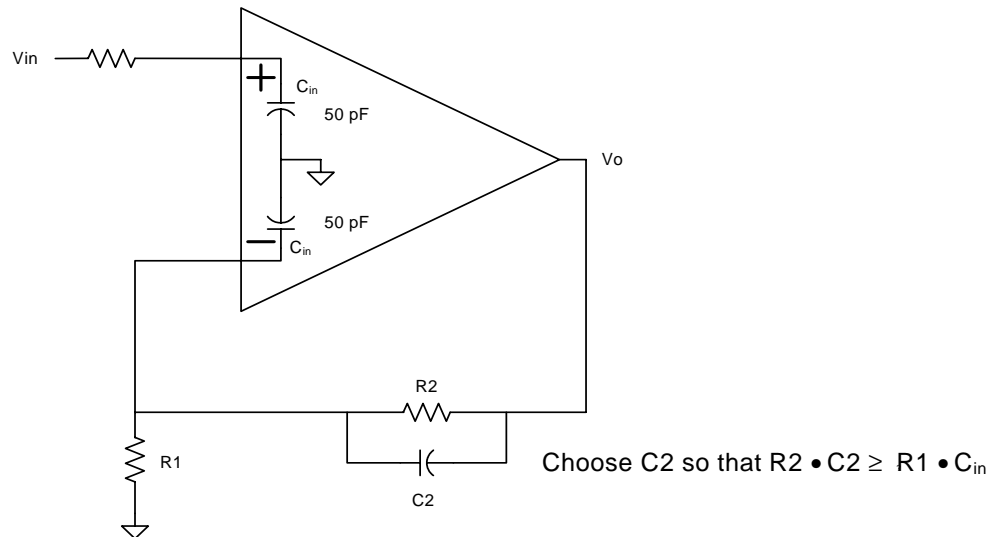 Vin
+
C_in
50 pF
Vo
50 pF
−
C_in
R2
R1
Choose C2 so that R2 • C2 ≥ R1 • C_in
C2